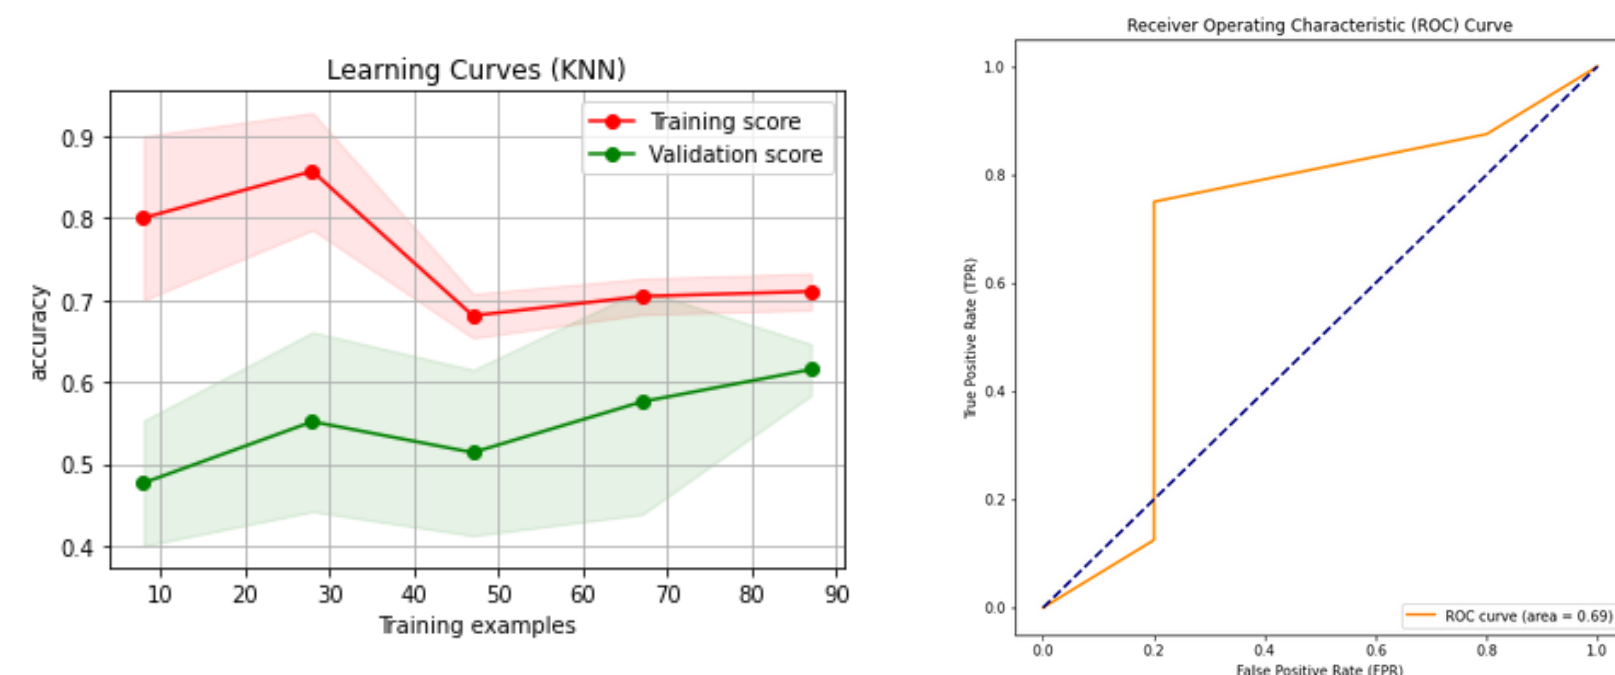 Learning Curves (KNN)
Training score
Validation score
0.9
0.8
0.7
0.6
0.5
0.4
accuracy
10 20 30 40 50 60 70 80 90
Training examples
Receiver Operating Characteristic (ROC) Curve
1.0
0.8
0.6
0.4
0.2
0.0
True Positive Rate (TPR)
ROC curve (area = 0.69)
0.0 0.2 0.4 0.6 0.8 1.0
False Positive Rate (FPR)